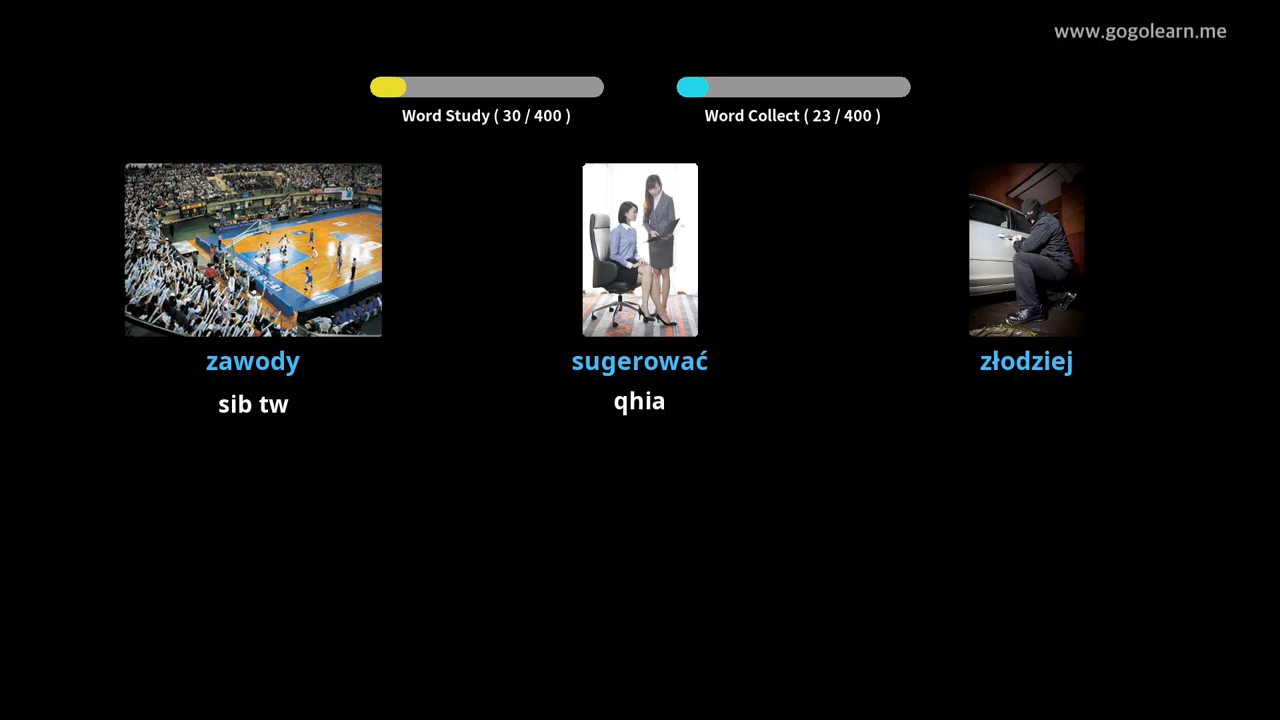 www.gogolearn.me
Word Study ( 30 / 400 )
Word Collect ( 23 / 400 )
zawody
sugerować
złodziej
sib tw
qhia